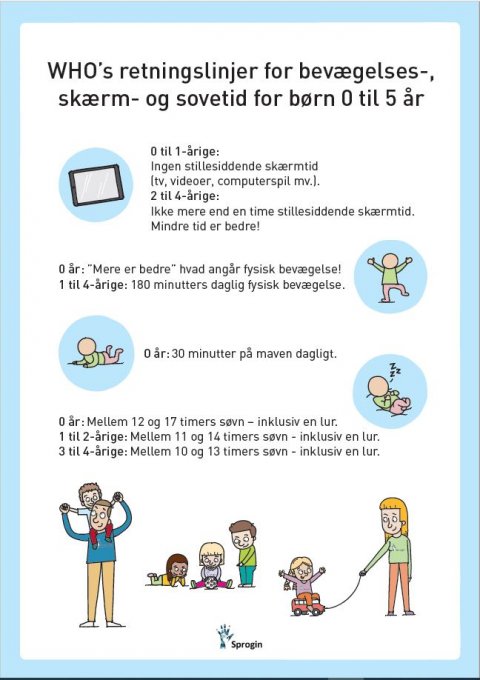 WHO's retningslinjer for bevægelses-,
skærm- og sovetid for børn 0 til 5 år
0 til 1-årige:
Ingen stillesiddende skærmtid
(tv, videoer, computerspil mv.).
2 til 4-årige:
Ikke mere end en time stillesiddende skærmtid.
Mindre tid er bedre!
0 år: "Mere er bedre" hvad angår fysisk bevægelse!
1 til 4-årige: 180 minutters daglig fysisk bevægelse.
0 år: 30 minutter på maven dagligt.
z z z
0 år: Mellem 12 og 17 timers søvn – inklusiv en lur.
1 til 2-årige: Mellem 11 og 14 timers søvn - inklusiv en lur.
3 til 4-årige: Mellem 10 og 13 timers søvn - inklusiv en lur.
Sprogin